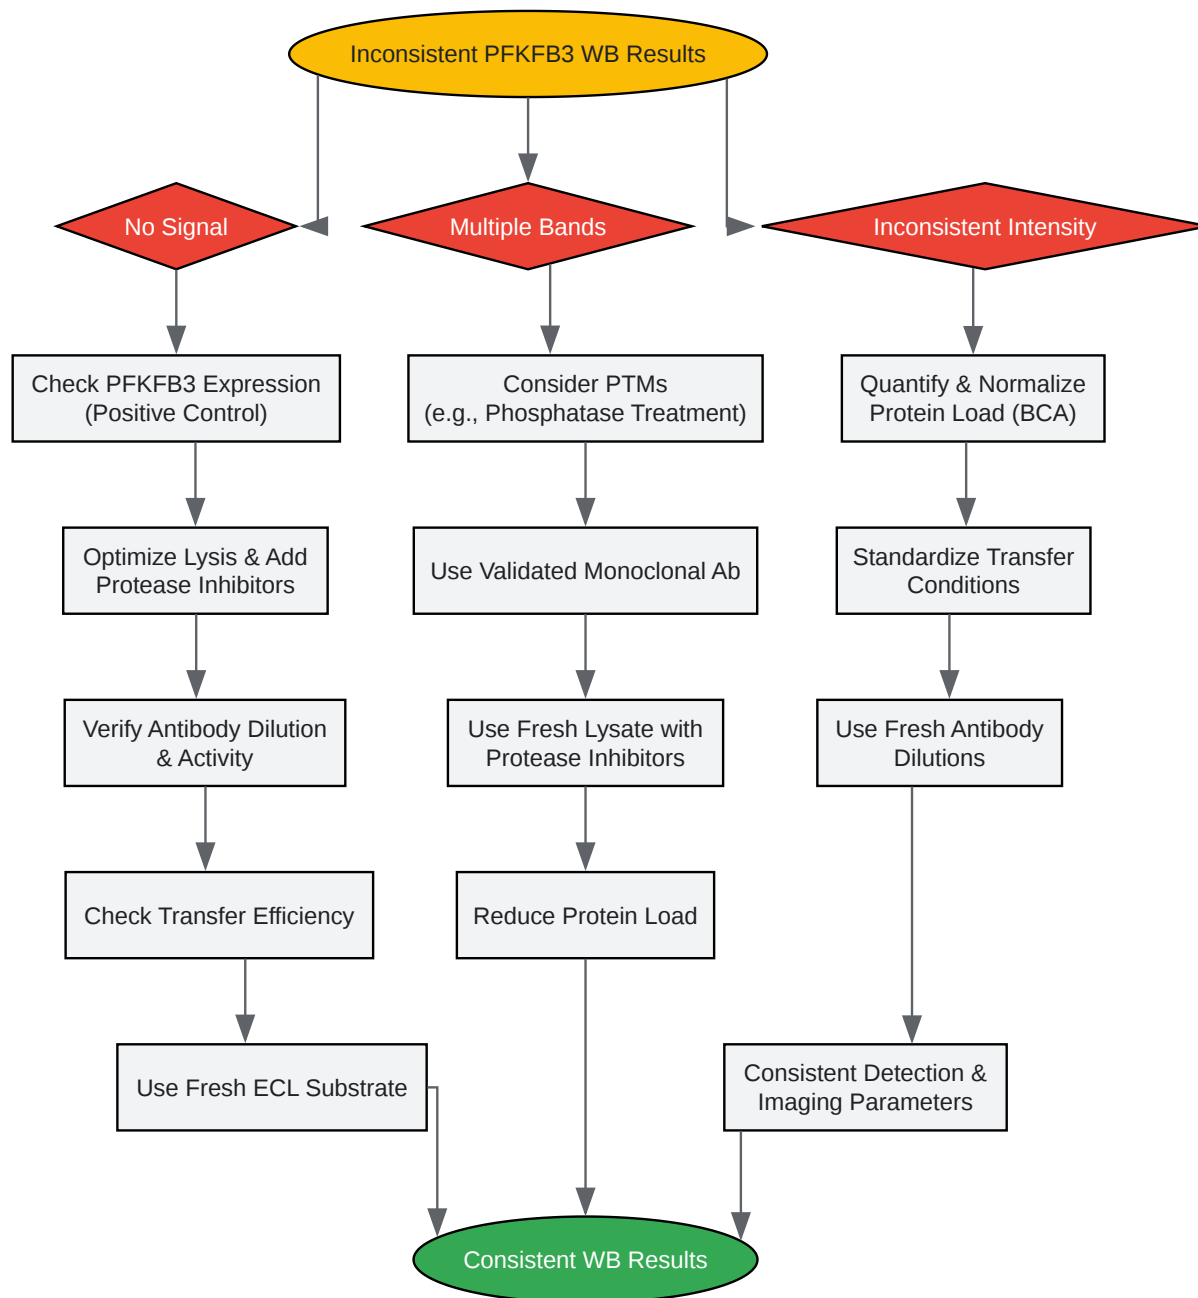 Inconsistent PFKFB3 WB Results
No Signal
Multiple Bands
Inconsistent Intensity
Check PFKFB3 Expression
(Positive Control)
Consider PTMs
(e.g., Phosphatase Treatment)
Quantify & Normalize
Protein Load (BCA)
Optimize Lysis & Add
Protease Inhibitors
Use Validated Monoclonal Ab
Standardize Transfer
Conditions
Verify Antibody Dilution
& Activity
Use Fresh Lysate with
Protease Inhibitors
Use Fresh Antibody
Dilutions
Check Transfer Efficiency
Reduce Protein Load
Use Fresh ECL Substrate
Consistent Detection &
Imaging Parameters
Consistent WB Results